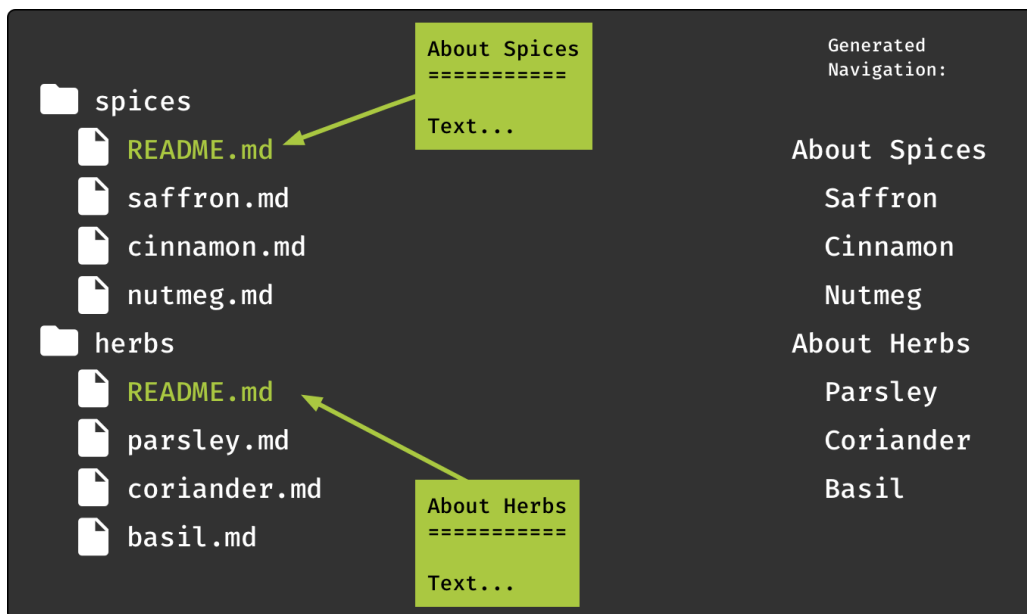 About Spices
===========
Text...
Generated
Navigation:
spices
README.md
saffron.md
cinnamon.md
nutmeg.md
herbs
README.md
parsley.md
coriander.md
basil.md
About Spices
Saffron
Cinnamon
Nutmeg
About Herbs
Parsley
Coriander
Basil
About Herbs
===========
Text...